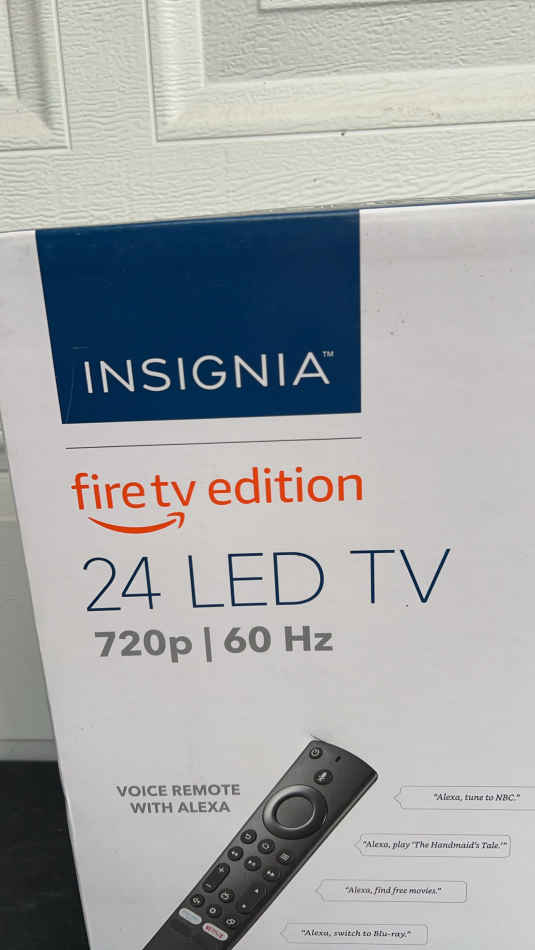 INSIGNIA™
fire tv edition
24 LED TV
720p | 60 Hz
VOICE REMOTE
WITH ALEXA
"Alexa, tune to NBC."
"Alexa, play 'The Handmaid's Tale.'"
"Alexa, find free movies."
"Alexa, switch to Blu-ray."
NETFLIX